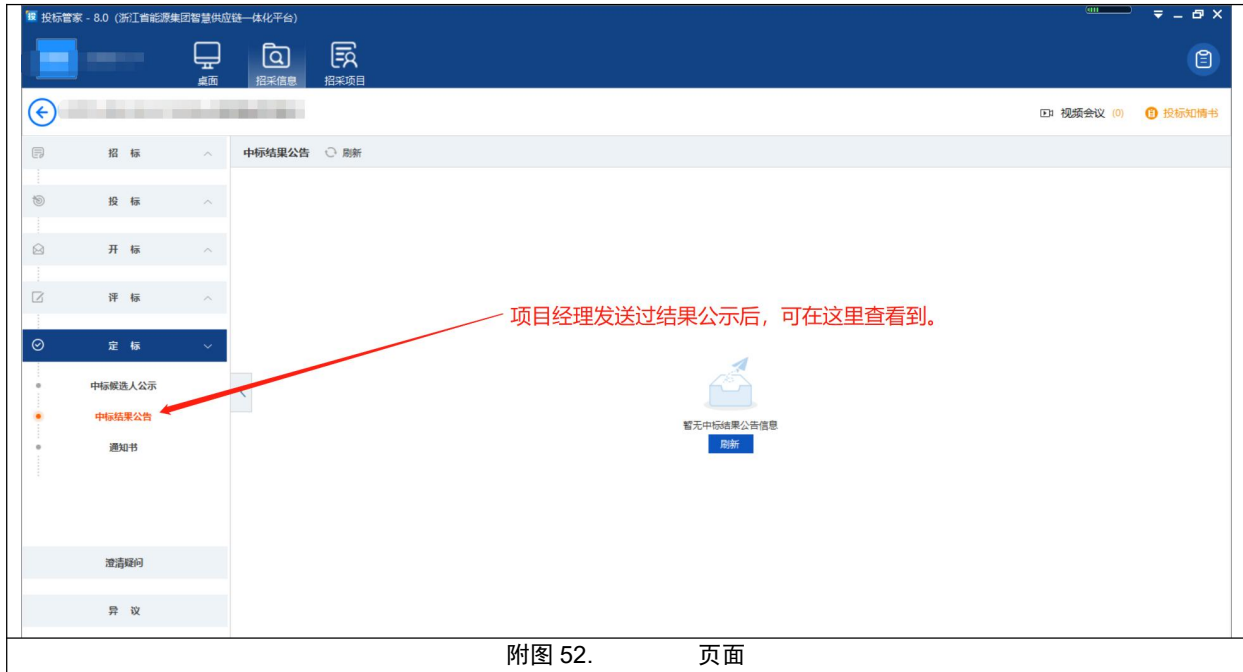 投标管家 - 8.0 (浙江省能源集团智慧供应链一体化平台)
桌面
招采信息
招采项目
视频会议 (0)
投标知情书
招 标
中标结果公告
刷新
投 标
开 标
评 标
项目经理发送过结果公示后，可在这里查看到。
定 标
中标候选人公示
中标结果公告
暂无中标结果公告信息
刷新
通知书
澄清疑问
异 议
附图 52. 页面